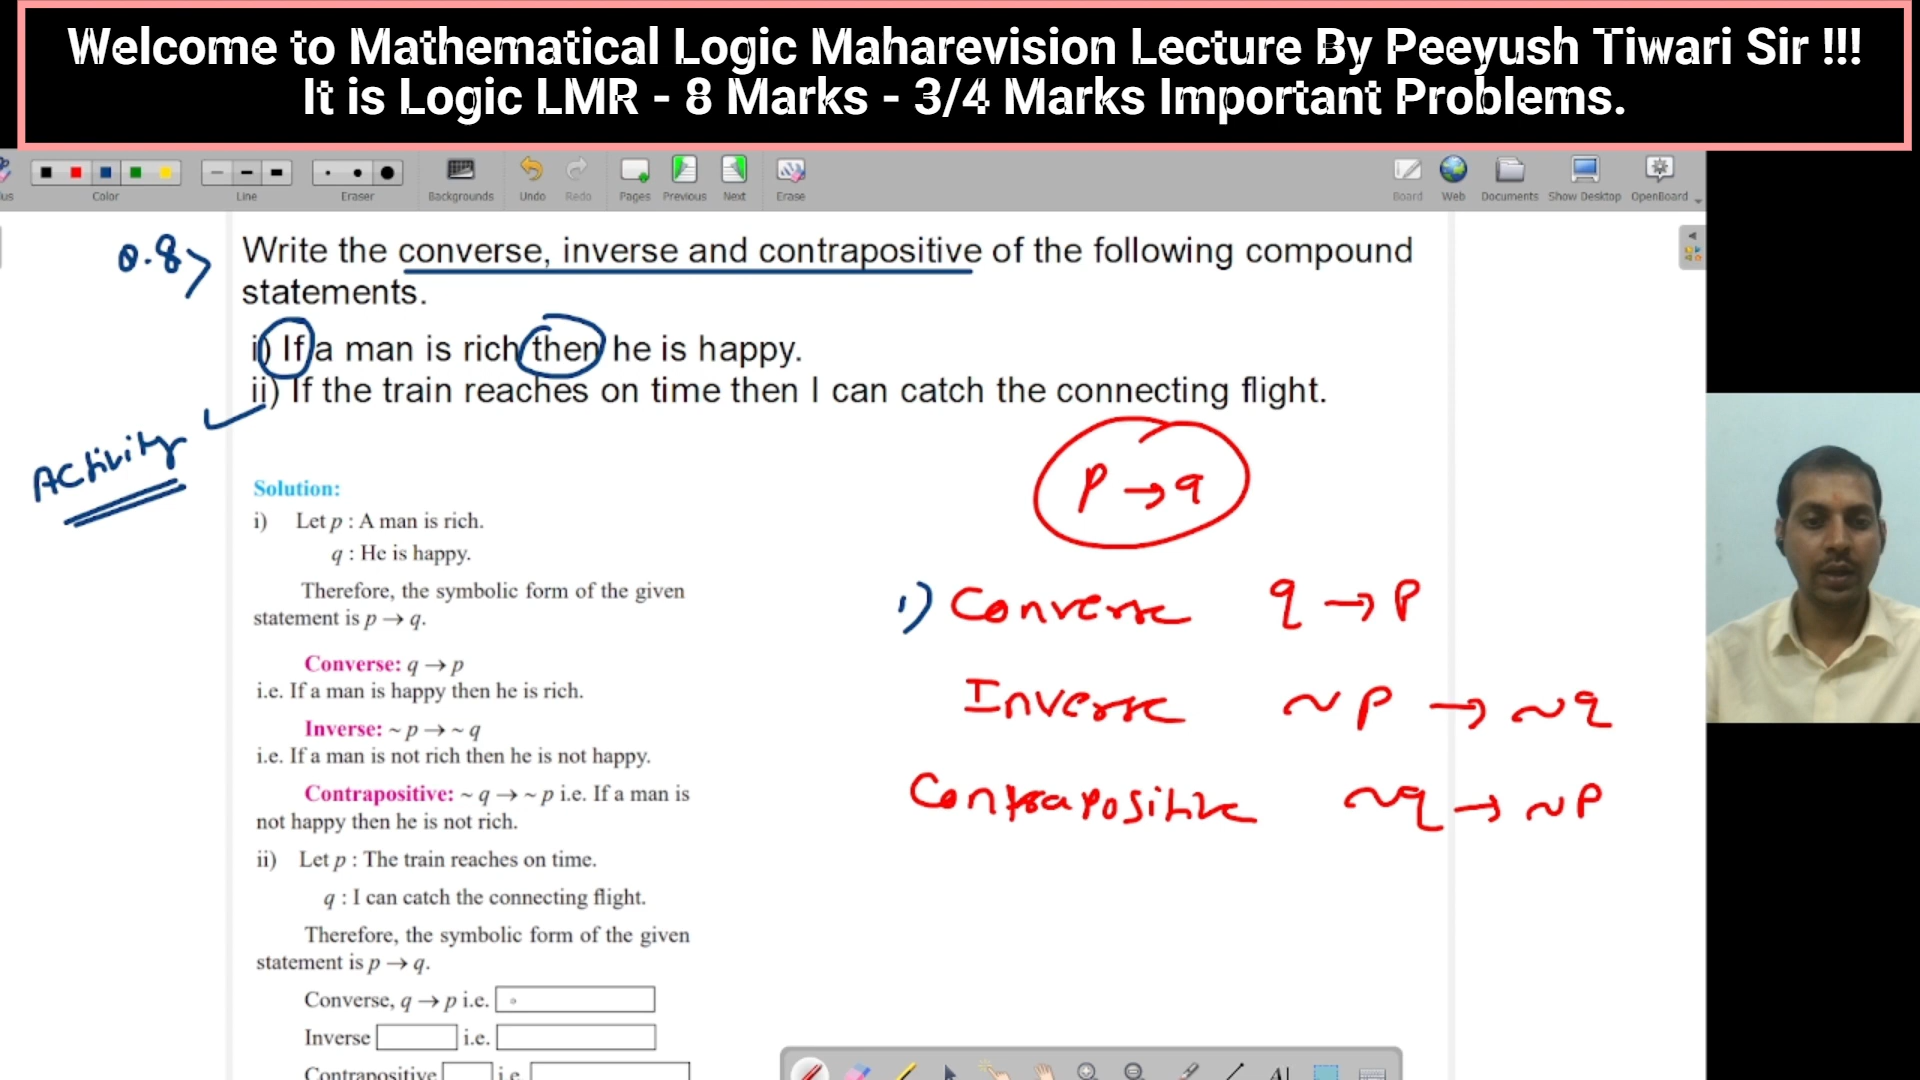 Welcome to Mathematical Logic Maharevision Lecture By Peeyush Tiwari Sir !!!
It is Logic LMR - 8 Marks - 3/4 Marks Important Problems.
Color Line Eraser Backgrounds Undo Redo Pages Previous Next Erase Board Web Documents Show Desktop OpenBoard
Q.8> Write the converse, inverse and contrapositive of the following compound
statements.
i) If a man is rich then he is happy.
ii) If the train reaches on time then I can catch the connecting flight.
Activity
p → q
Solution:
i) Let p : A man is rich.
q : He is happy.
Therefore, the symbolic form of the given
statement is p → q.
Converse: q → p
i.e. If a man is happy then he is rich.
Inverse: ~ p → ~ q
i.e. If a man is not rich then he is not happy.
Contrapositive: ~ q → ~ p i.e. If a man is
not happy then he is not rich.
ii) Let p : The train reaches on time.
q : I can catch the connecting flight.
Therefore, the symbolic form of the given
statement is p → q.
Converse, q → p i.e.
Inverse i.e.
Contrapositive i.e.
1) Converse q → p
Inverse ~p → ~q
Contrapositive ~q → ~p